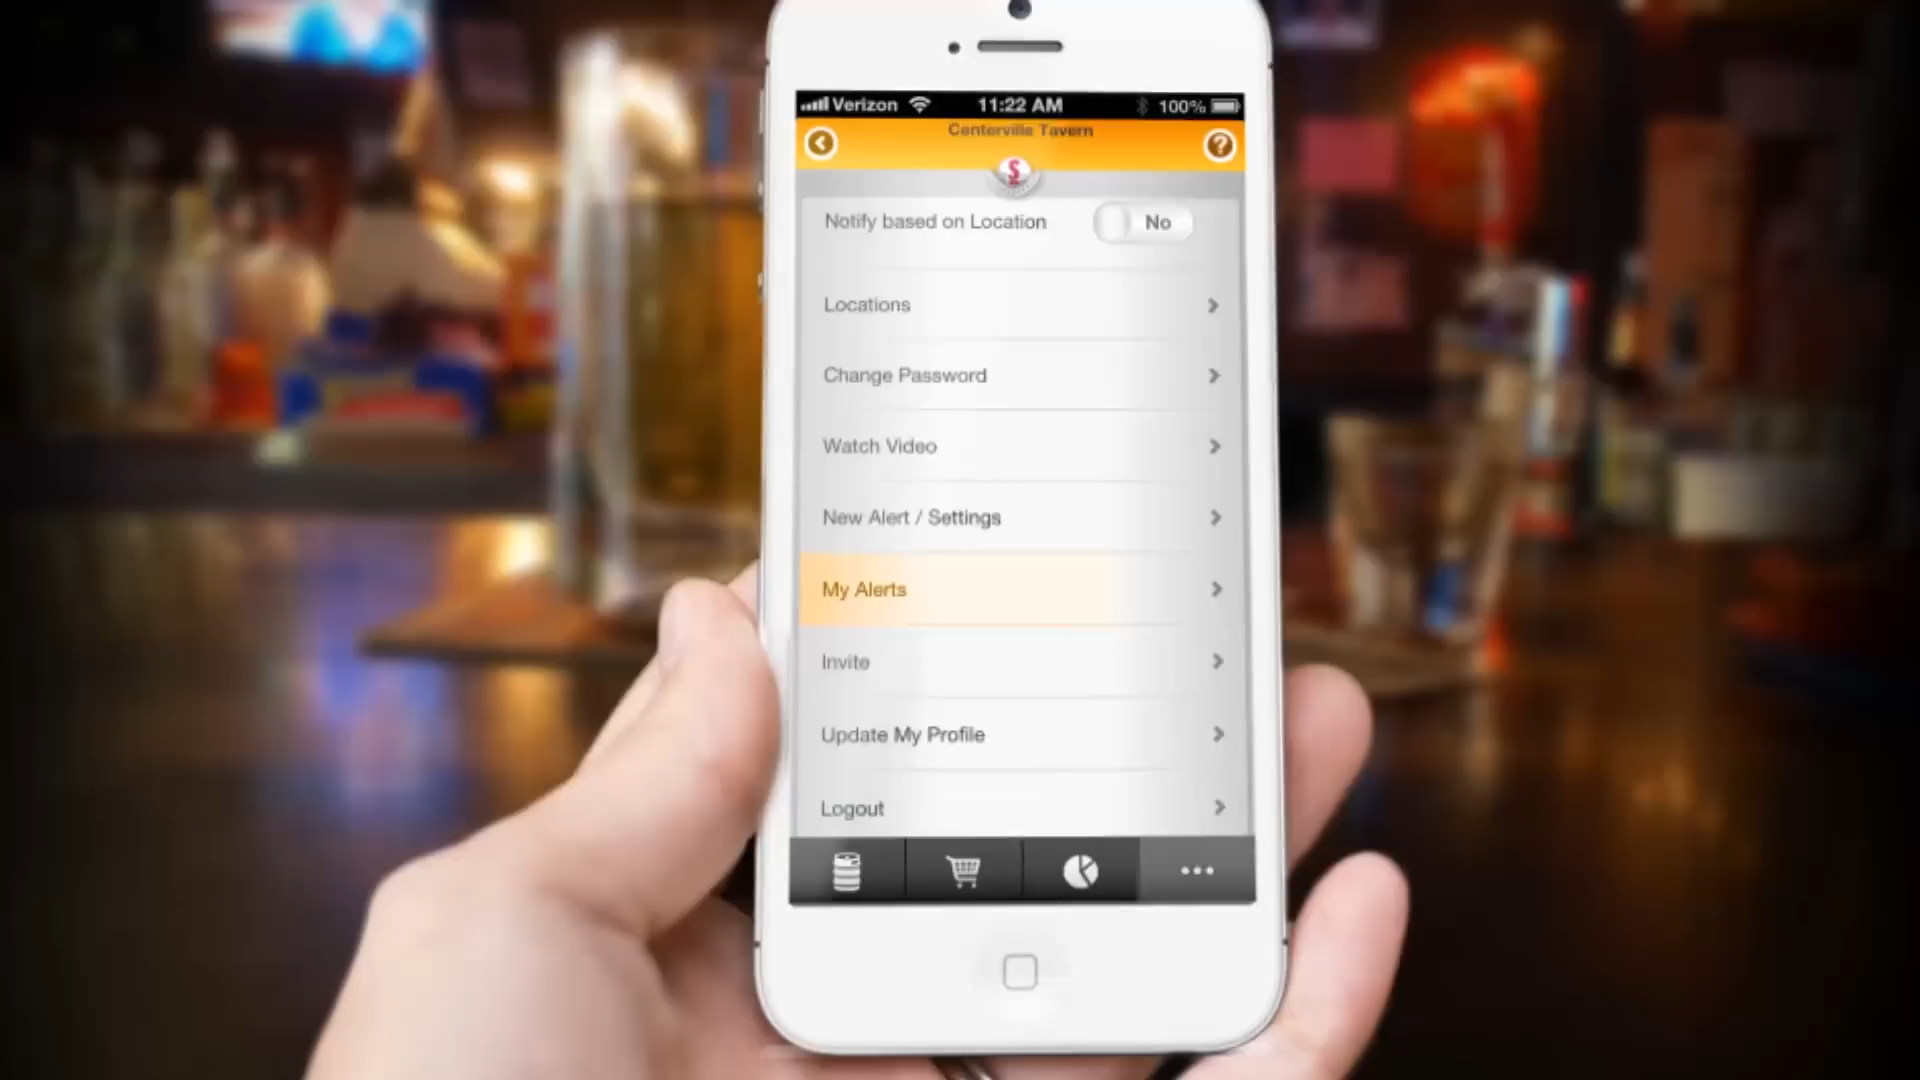 Verizon 11:22 AM 100%
Centerville Tavern
?
S
Notify based on Location No
Locations
Change Password
Watch Video
New Alert / Settings
My Alerts
Invite
Update My Profile
Logout